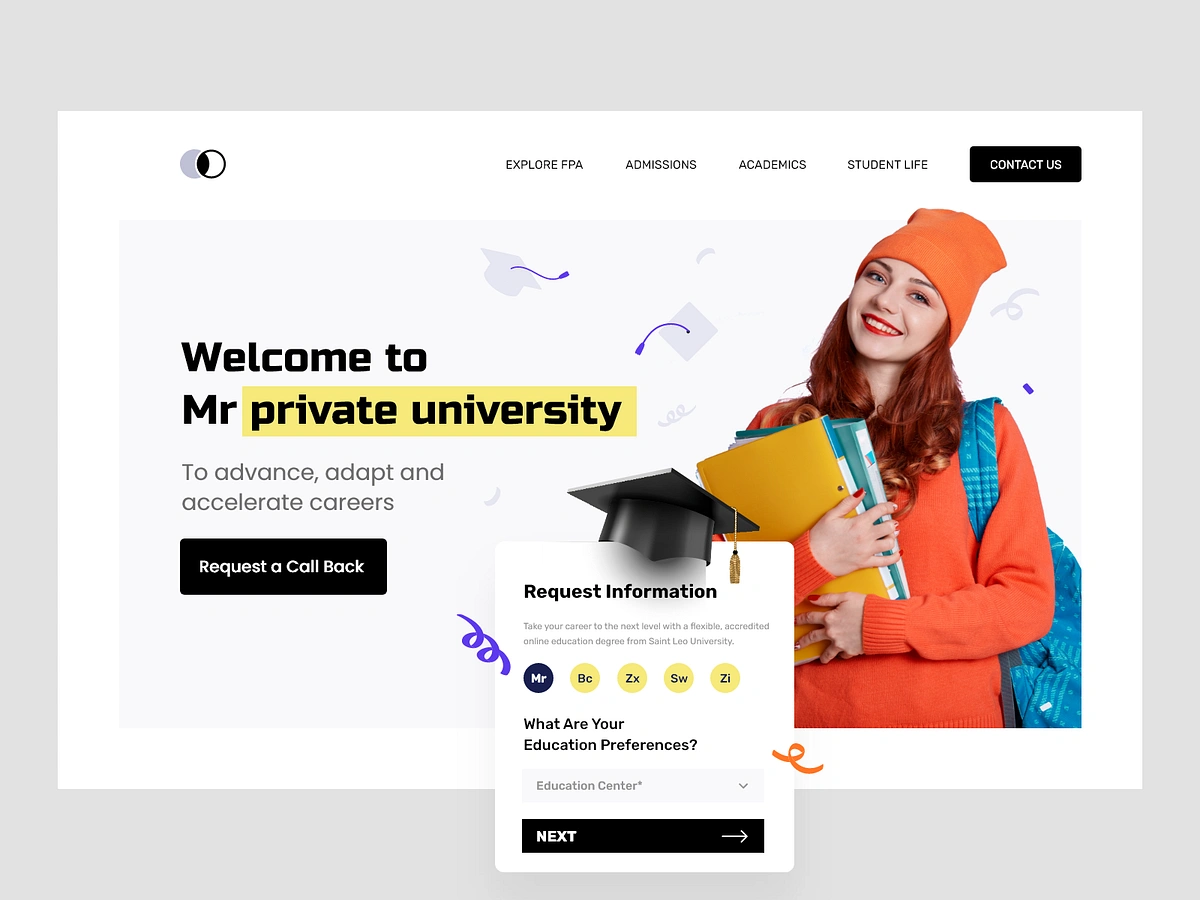 EXPLORE FPA
ADMISSIONS
ACADEMICS
STUDENT LIFE
CONTACT US
Welcome to
Mr private university
To advance, adapt and
accelerate careers
Request a Call Back
Request Information
Take your career to the next level with a flexible, accredited
online education degree from Saint Leo University.
Mr
Bc
Zx
Sw
Zi
What Are Your
Education Preferences?
Education Center*
NEXT